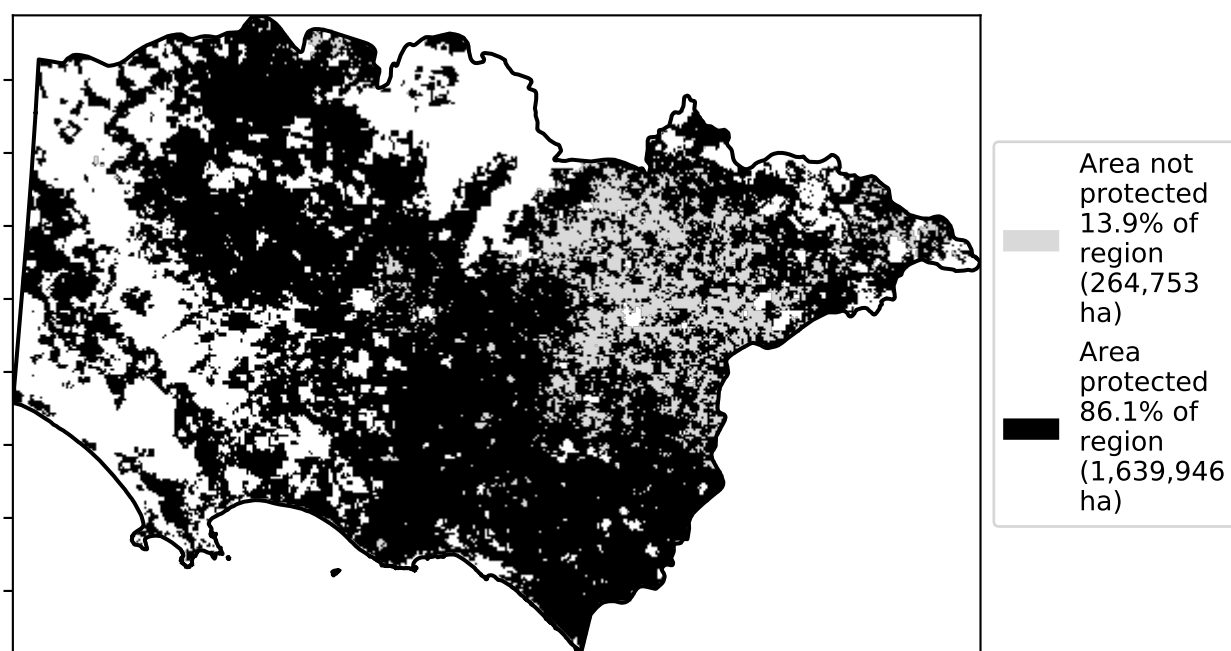 Area not
protected
13.9% of
region
(264,753
ha)
Area
protected
86.1% of
region
(1,639,946
ha)